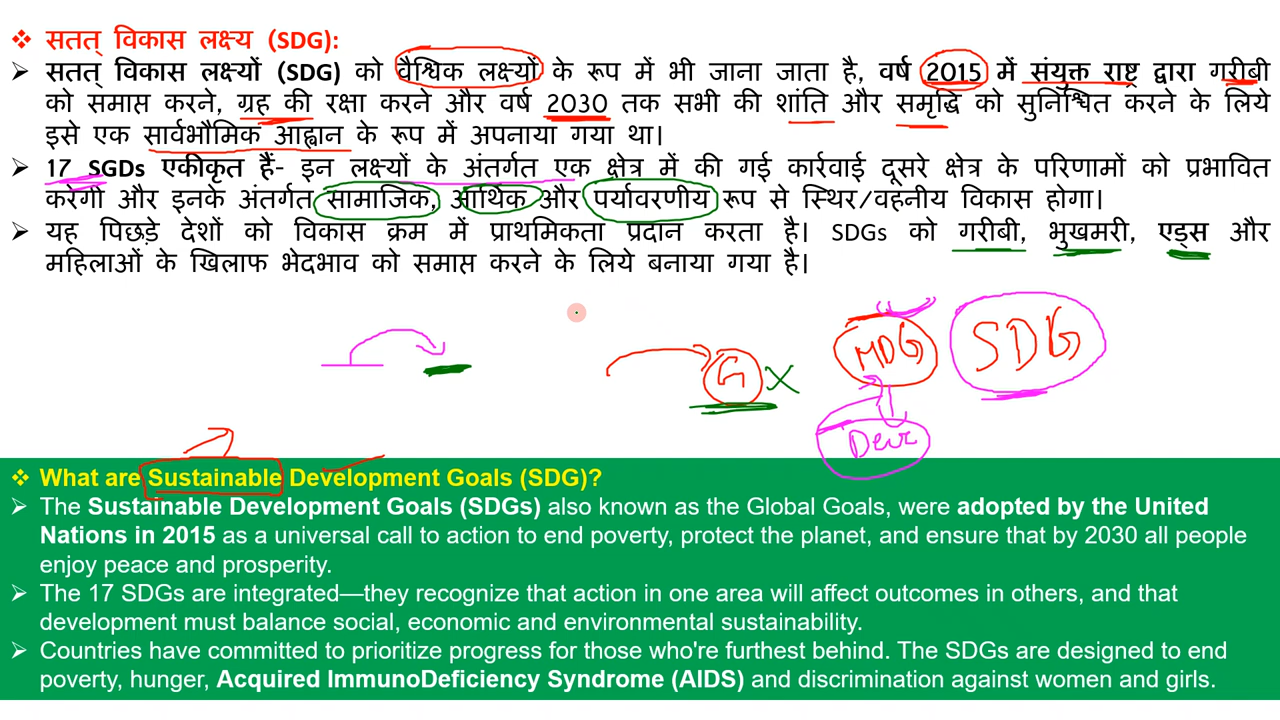 ❖ सतत् विकास लक्ष्य (SDG):
➢ सतत् विकास लक्ष्यों (SDG) को वैश्विक लक्ष्यों के रूप में भी जाना जाता है, वर्ष 2015 में संयुक्त राष्ट्र द्वारा गरीबी
को समाप्त करने, ग्रह की रक्षा करने और वर्ष 2030 तक सभी की शांति और समृद्धि को सुनिश्चित करने के लिये
इसे एक सार्वभौमिक आह्वान के रूप में अपनाया गया था।
➢ 17 SGDs एकीकृत हैं- इन लक्ष्यों के अंतर्गत एक क्षेत्र में की गई कार्रवाई दूसरे क्षेत्र के परिणामों को प्रभावित
करेगी और इनके अंतर्गत सामाजिक, आर्थिक और पर्यावरणीय रूप से स्थिर/वहनीय विकास होगा।
➢ यह पिछड़े देशों को विकास क्रम में प्राथमिकता प्रदान करता है। SDGs को गरीबी, भुखमरी, एड्स और
महिलाओं के खिलाफ भेदभाव को समाप्त करने के लिये बनाया गया है।
G X MDG SDG
❖ What are Sustainable Development Goals (SDG)?
➢ The Sustainable Development Goals (SDGs) also known as the Global Goals, were adopted by the United
Nations in 2015 as a universal call to action to end poverty, protect the planet, and ensure that by 2030 all people
enjoy peace and prosperity.
➢ The 17 SDGs are integrated—they recognize that action in one area will affect outcomes in others, and that
development must balance social, economic and environmental sustainability.
➢ Countries have committed to prioritize progress for those who're furthest behind. The SDGs are designed to end
poverty, hunger, Acquired ImmunoDeficiency Syndrome (AIDS) and discrimination against women and girls.